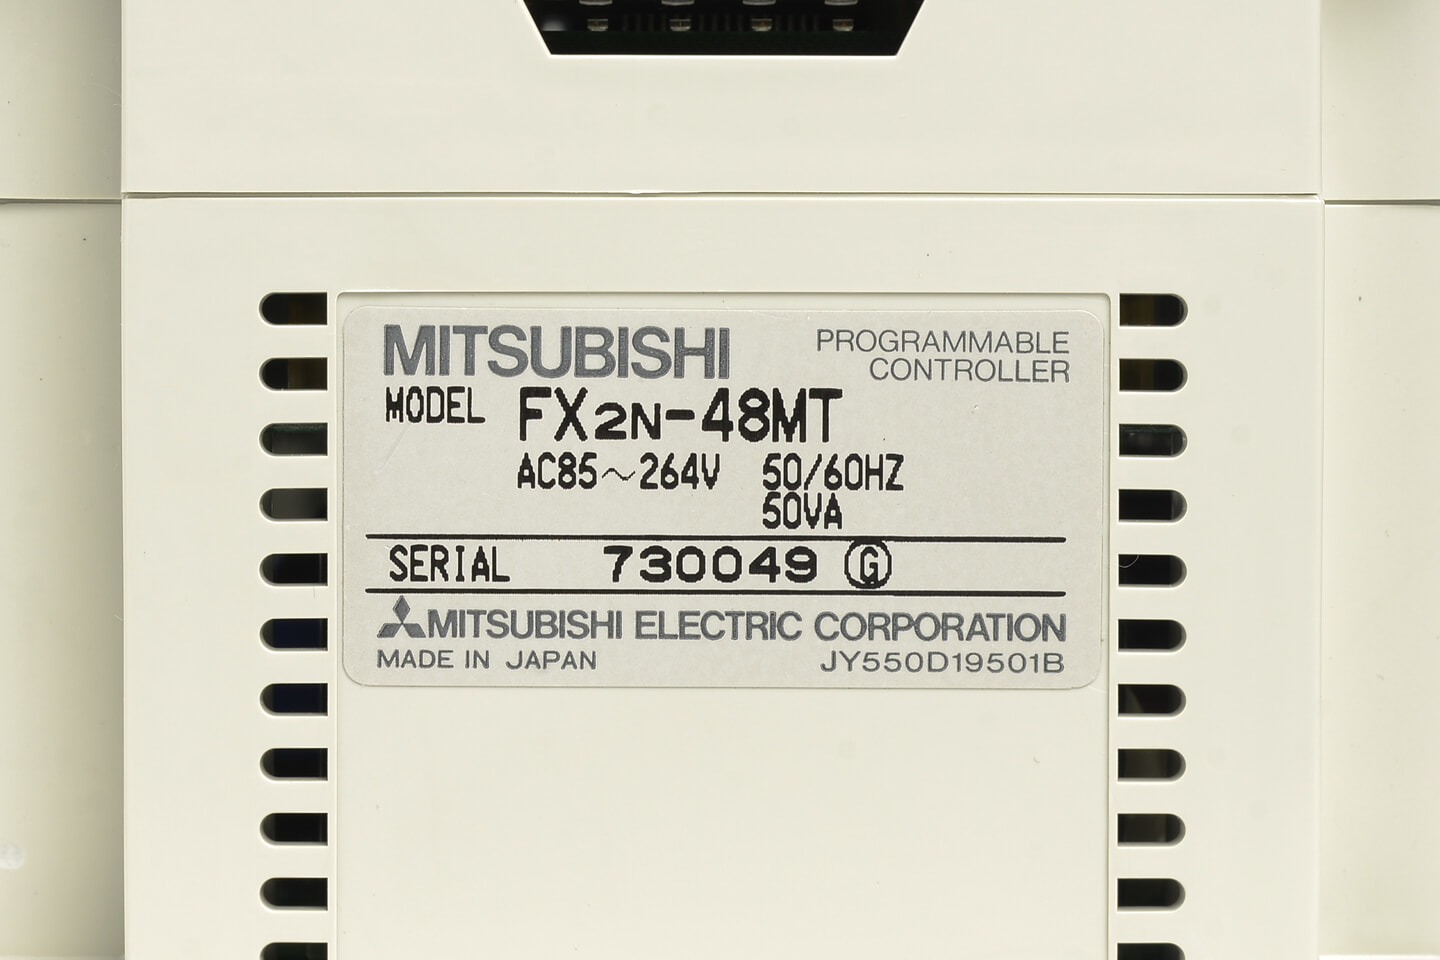 MITSUBISHI PROGRAMMABLE CONTROLLER
MODEL FX2N-48MT
AC85~264V 50/60HZ
50VA
SERIAL 730049 Ⓖ
MITSUBISHI ELECTRIC CORPORATION
MADE IN JAPAN JY550D19501B